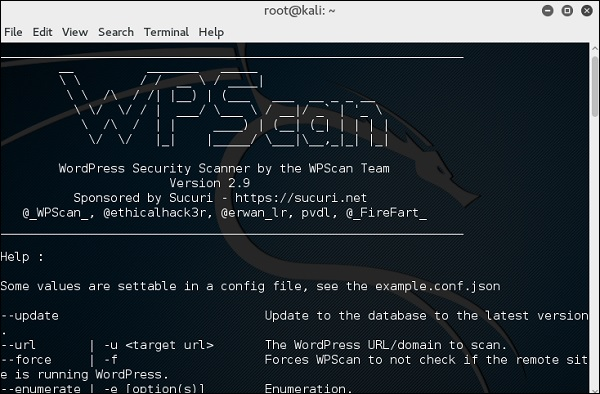 root@kali: ~
File Edit View Search Terminal Help
WPScan
WordPress Security Scanner by the WPScan Team
Version 2.9
Sponsored by Sucuri - https://sucuri.net
@_WPScan_, @ethicalhack3r, @erwan_lr, pvdl, @_FireFart_
Help :
Some values are settable in a config file, see the example.conf.json
--update Update to the database to the latest version
.
--url | -u <target url> The WordPress URL/domain to scan.
--force | -f Forces WPScan to not check if the remote sit
e is running WordPress.
--enumerate | -e [option(s)] Enumeration.